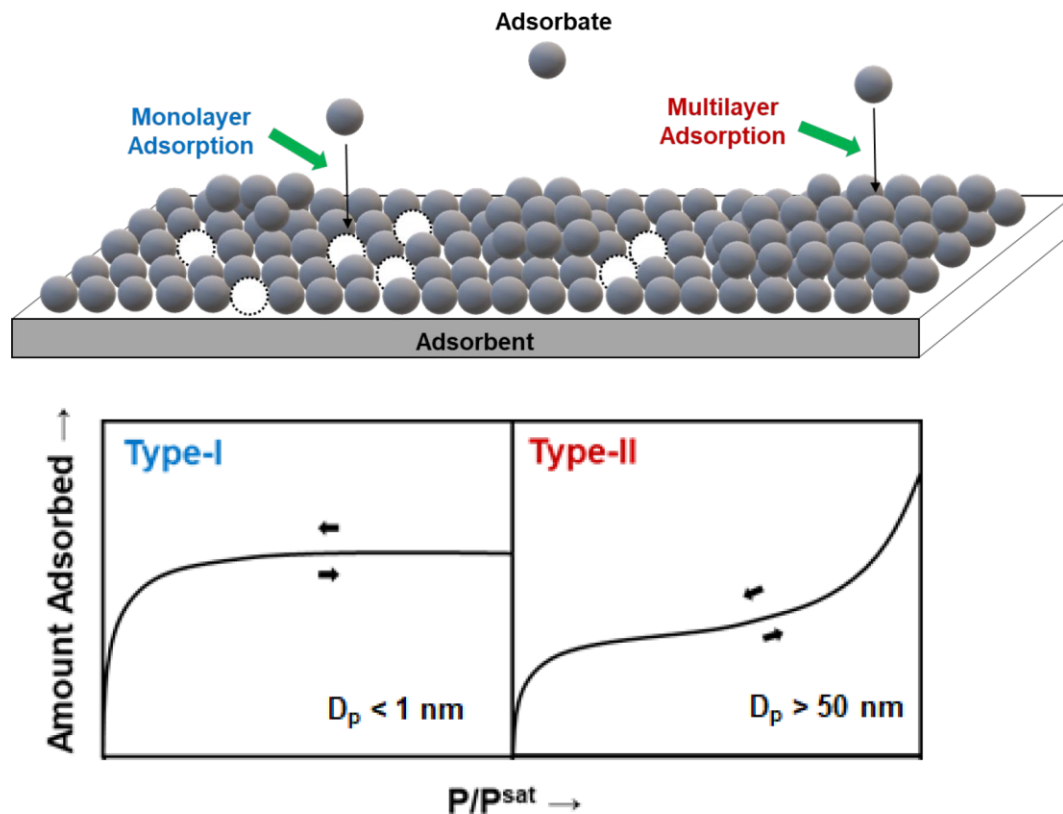 Adsorbate
Monolayer
Adsorption
Multilayer
Adsorption
Adsorbent
Amount Adsorbed →
Type-I
Type-II
Dp < 1 nm
Dp > 50 nm
P/Psat →